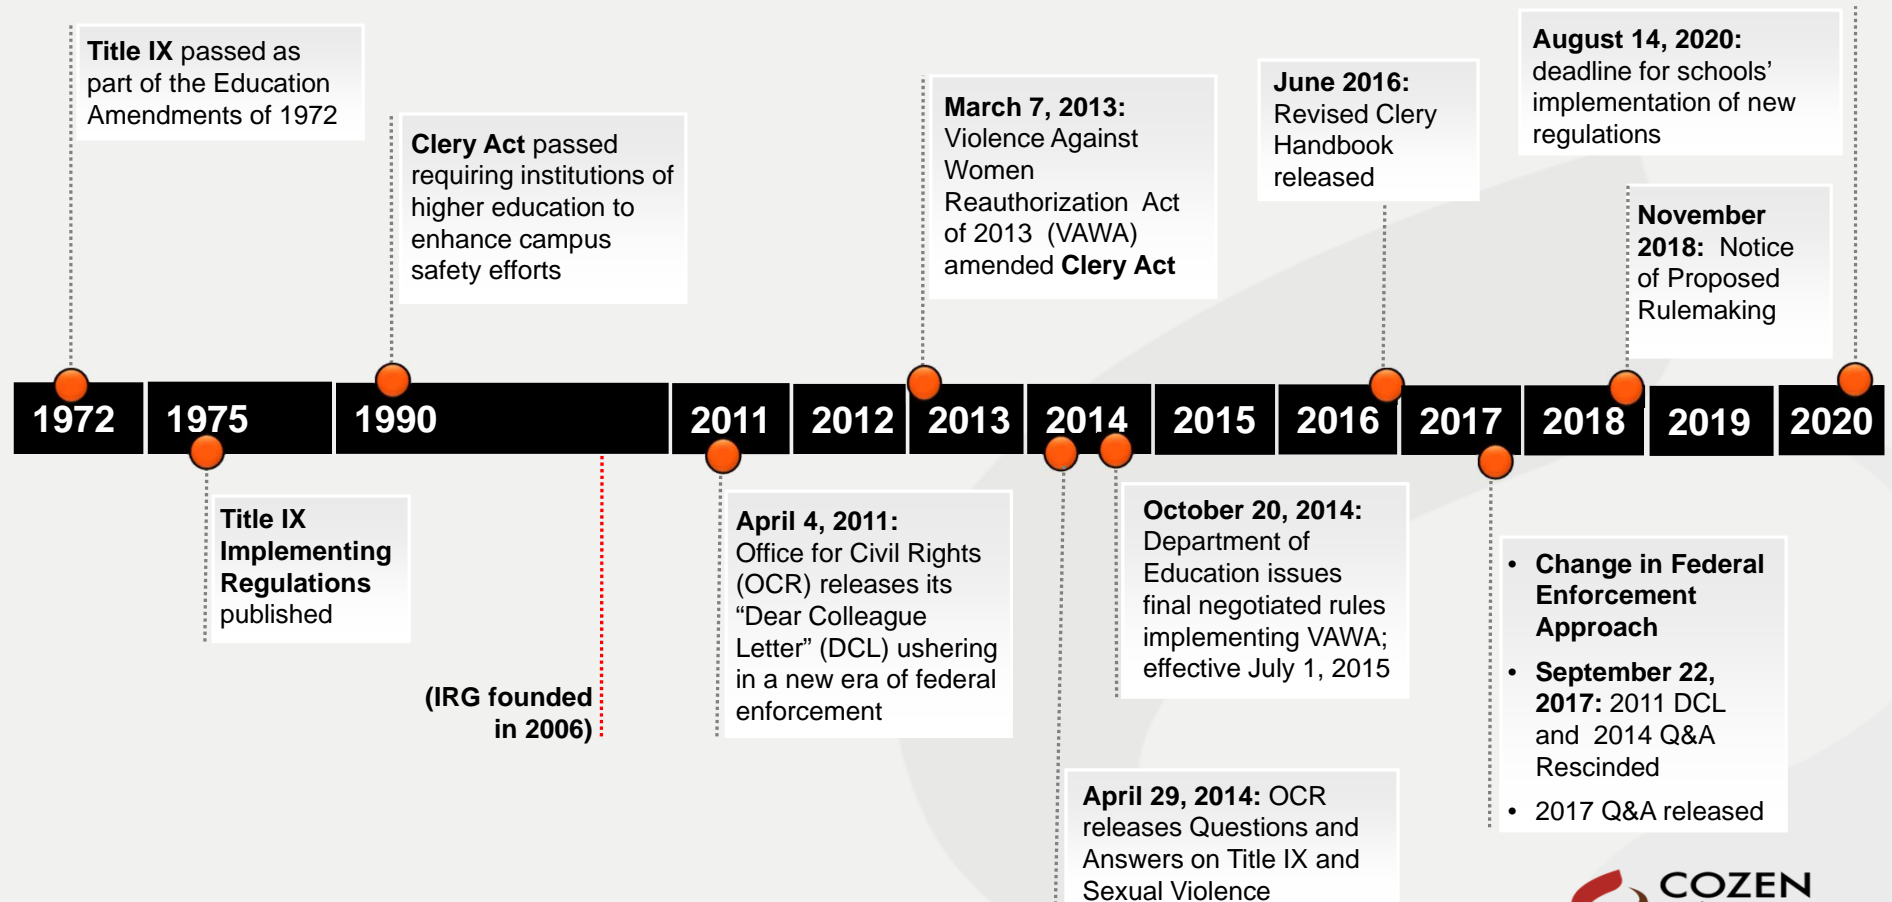 Title IX passed as
part of the Education
Amendments of 1972
Clery Act passed
requiring institutions of
higher education to
enhance campus
safety efforts
March 7, 2013:
Violence Against
Women
Reauthorization Act
of 2013 (VAWA)
amended Clery Act
June 2016:
Revised Clery
Handbook
released
August 14, 2020:
deadline for schools’
implementation of new
regulations
November
2018: Notice
of Proposed
Rulemaking
1972 1975 1990 2011 2012 2013 2014 2015 2016 2017 2018 2019 2020
Title IX
Implementing
Regulations
published
(IRG founded
in 2006)
April 4, 2011:
Office for Civil Rights
(OCR) releases its
“Dear Colleague
Letter” (DCL) ushering
in a new era of federal
enforcement
April 29, 2014: OCR
releases Questions and
Answers on Title IX and
Sexual Violence
October 20, 2014:
Department of
Education issues
final negotiated rules
implementing VAWA;
effective July 1, 2015
• Change in Federal
Enforcement
Approach
• September 22,
2017: 2011 DCL
and 2014 Q&A
Rescinded
• 2017 Q&A released
COZEN